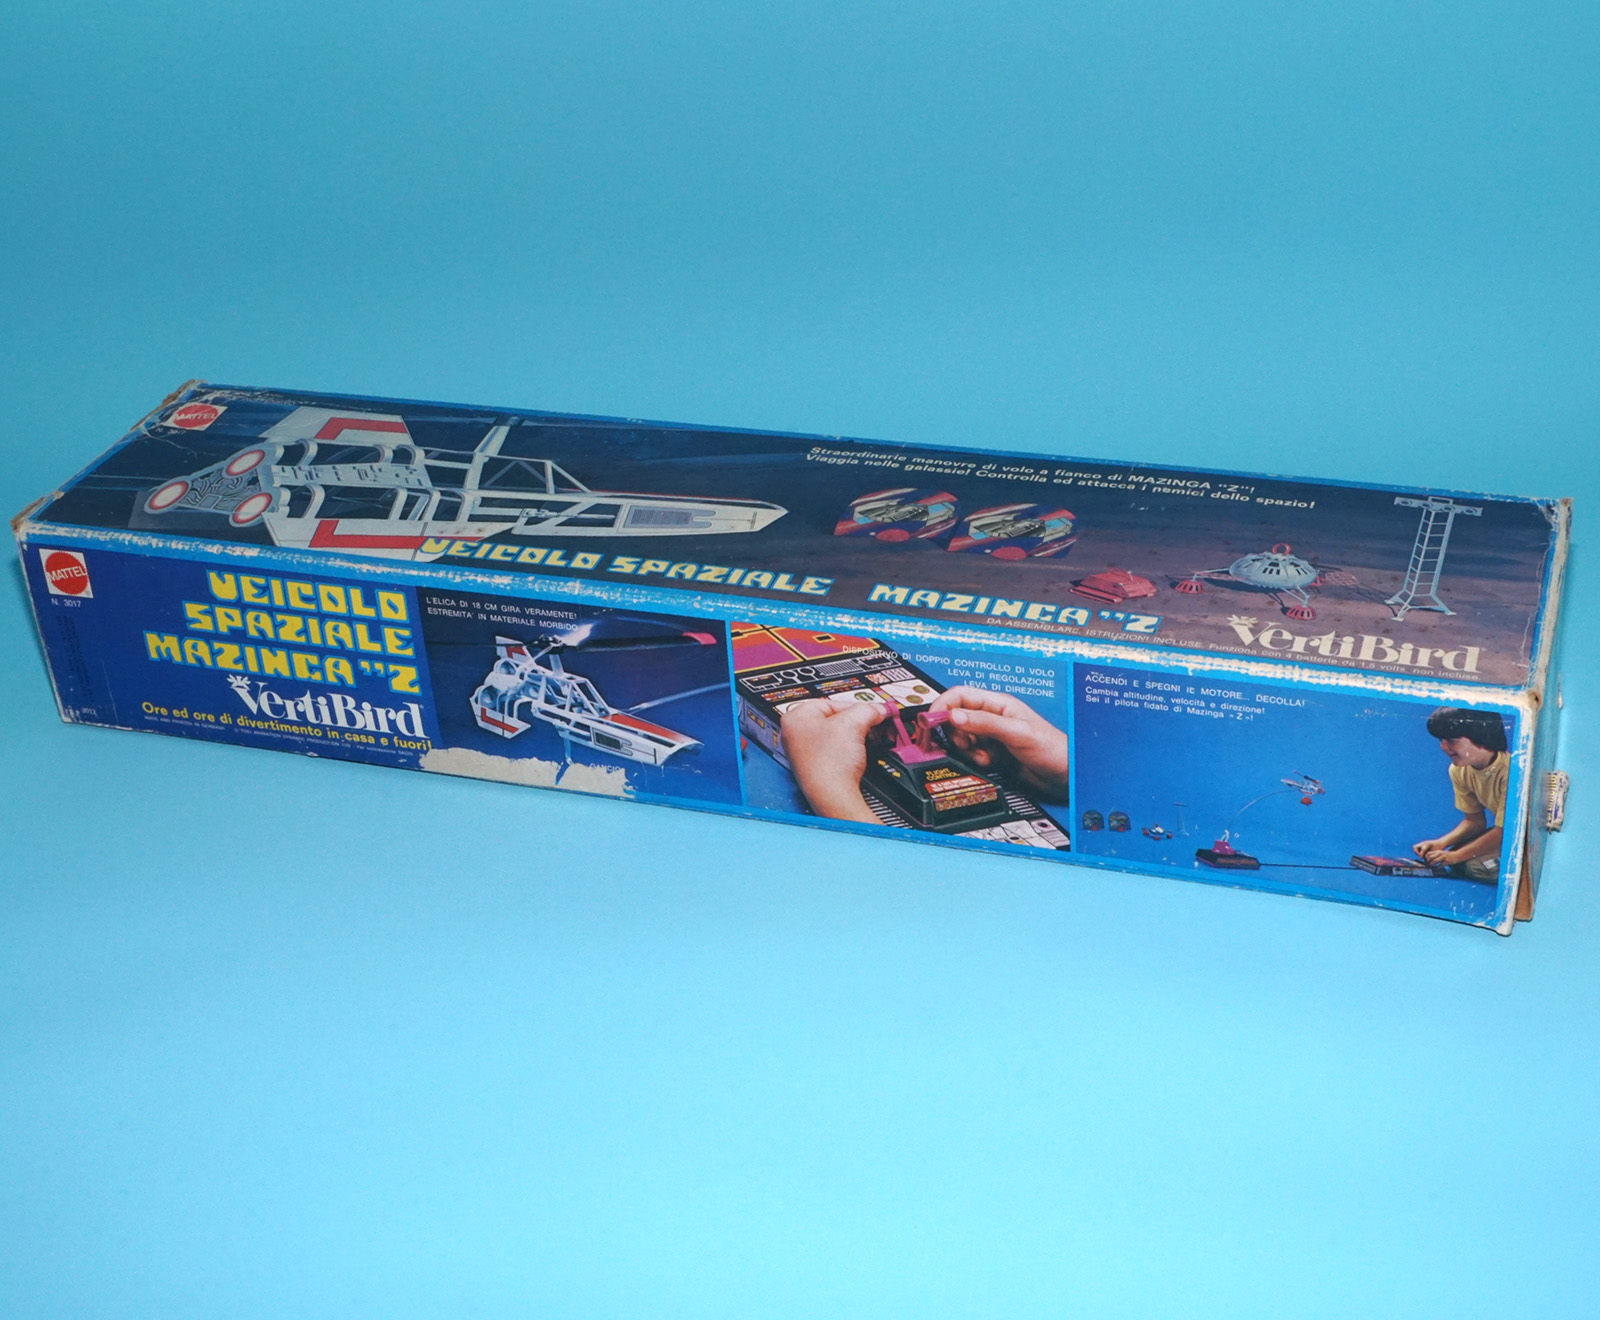 MATTEL
Straordinarie manovre di volo a fianco di MAZINGA "Z"!
Viaggia nelle galassie! Controlla ed attacca i nemici dello spazio!
VEICOLO SPAZIALE MAZINGA "Z
DA ASSEMBLARE. ISTRUZIONI INCLUSE. Funziona con 4 batterie da 1,5 volts, non incluse.
VertiBird
MATTEL
N. 3017
VEICOLO
SPAZIALE
MAZINGA "Z
VertiBird
Ore ed ore di divertimento in casa e fuori!
L'ELICA DI 18 CM GIRA VERAMENTE!
ESTREMITA' IN MATERIALE MORBIDO
GANCIO
DISPOSITIVO DI DOPPIO CONTROLLO DI VOLO
LEVA DI REGOLAZIONE
LEVA DI DIREZIONE
FLIGHT
CONTROL
ACCENDI E SPEGNI IL MOTORE... DECOLLA!
Cambia altitudine, velocità e direzione!
Sei il pilota fidato di Mazinga «Z»!